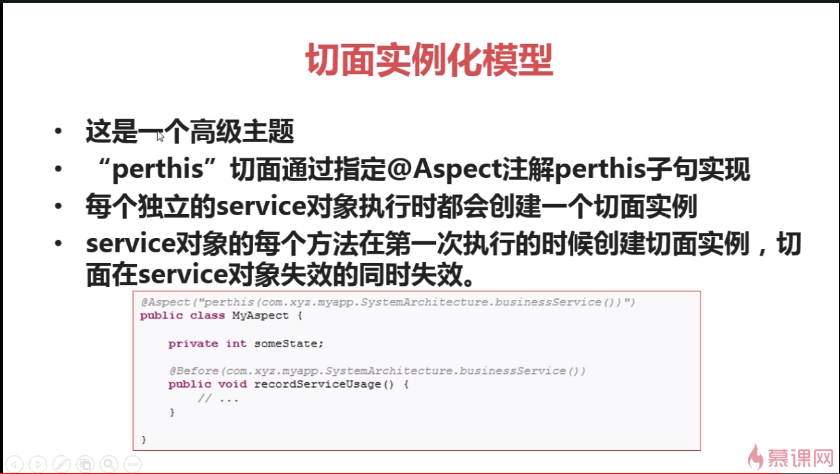 切面实例化模型
• 这是一个高级主题
• “perthis”切面通过指定@Aspect注解perthis子句实现
• 每个独立的service对象执行时都会创建一个切面实例
• service对象的每个方法在第一次执行的时候创建切面实例，切
面在service对象失效的同时失效。
@Aspect("perthis(com.xyz.myapp.SystemArchitecture.businessService())")
public class MyAspect {
private int someState;
@Before(com.xyz.myapp.SystemArchitecture.businessService())
public void recordServiceUsage() {
// ...
}
}
慕课网